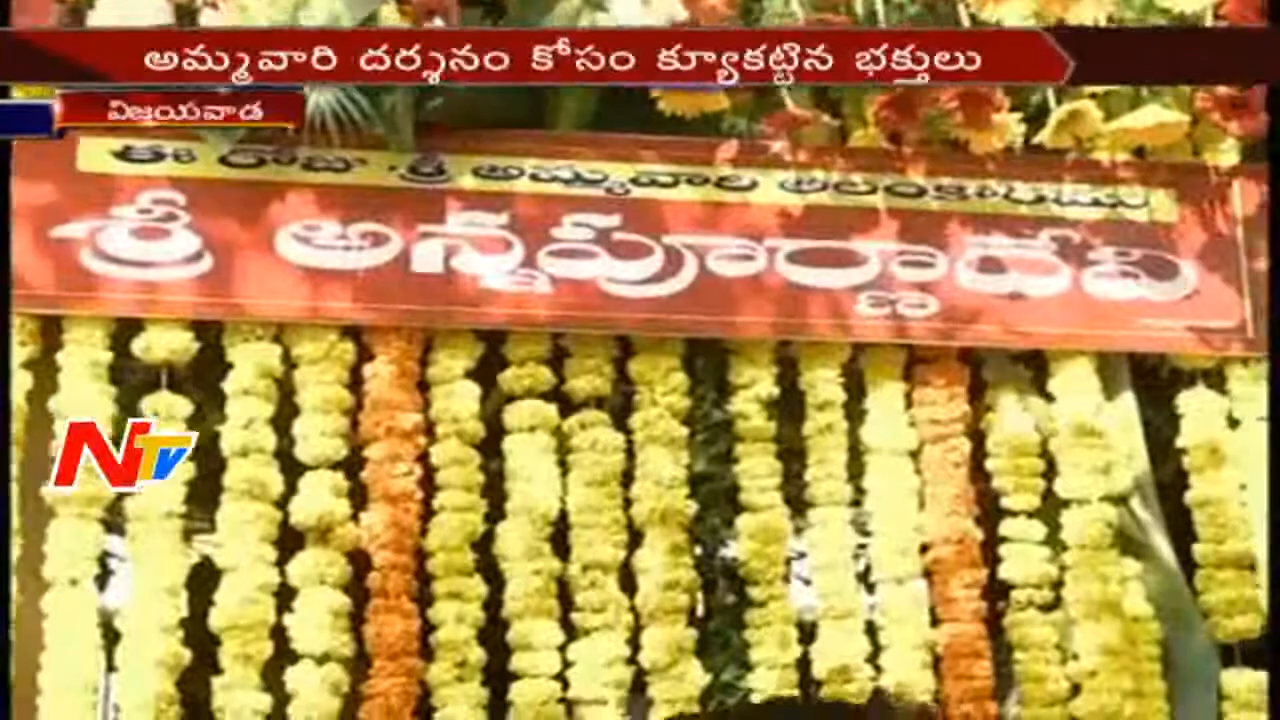 అమ్మవారి దర్శనం కోసం క్యూకట్టిన భక్తులు
విజయవాడ
ఈ రోజు శ్రీ అమ్మవారి అలంకారము
శ్రీ అన్నపూర్ణాదేవి
NTV